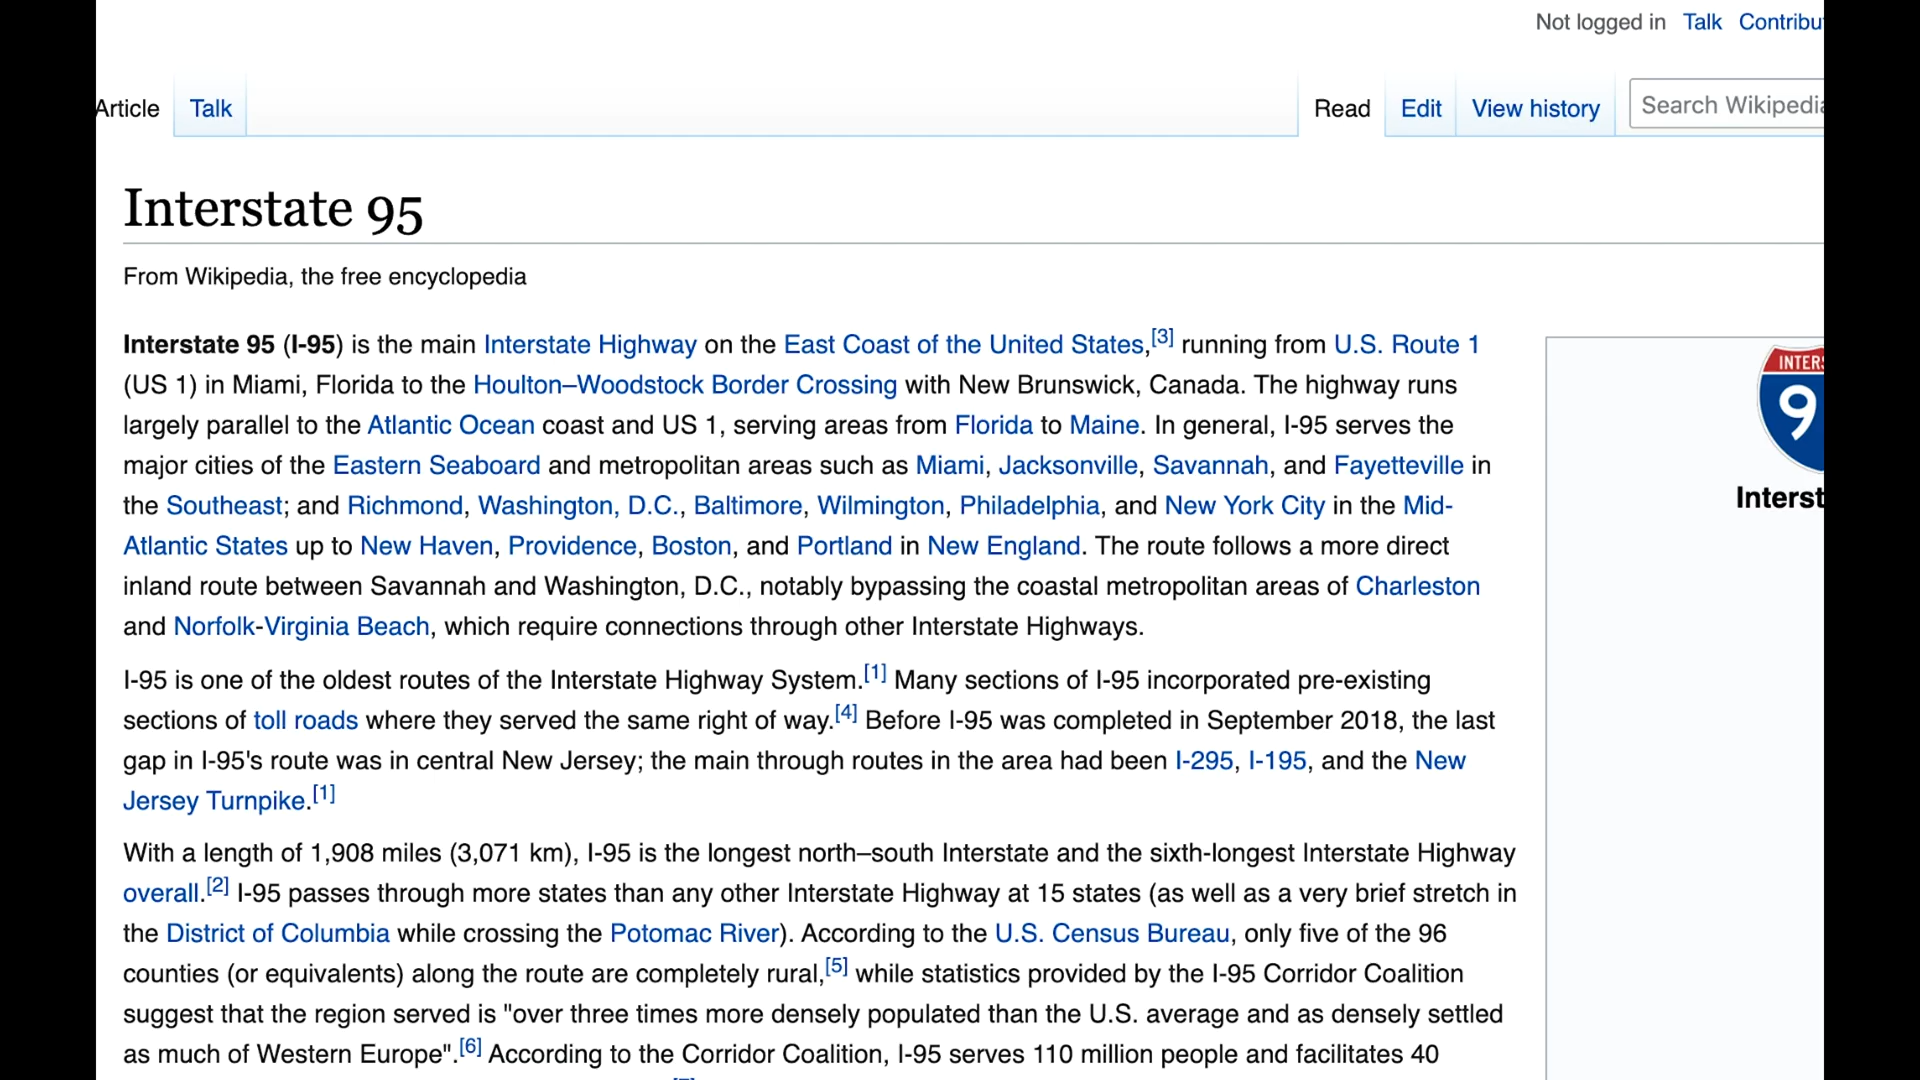 Not logged in Talk Contribu
Article Talk Read Edit View history Search Wikipedia
Interstate 95
From Wikipedia, the free encyclopedia
Interstate 95 (I-95) is the main Interstate Highway on the East Coast of the United States,[3] running from U.S. Route 1
(US 1) in Miami, Florida to the Houlton–Woodstock Border Crossing with New Brunswick, Canada. The highway runs
largely parallel to the Atlantic Ocean coast and US 1, serving areas from Florida to Maine. In general, I-95 serves the
major cities of the Eastern Seaboard and metropolitan areas such as Miami, Jacksonville, Savannah, and Fayetteville in
the Southeast; and Richmond, Washington, D.C., Baltimore, Wilmington, Philadelphia, and New York City in the Mid-
Atlantic States up to New Haven, Providence, Boston, and Portland in New England. The route follows a more direct
inland route between Savannah and Washington, D.C., notably bypassing the coastal metropolitan areas of Charleston
and Norfolk-Virginia Beach, which require connections through other Interstate Highways.
I-95 is one of the oldest routes of the Interstate Highway System.[1] Many sections of I-95 incorporated pre-existing
sections of toll roads where they served the same right of way.[4] Before I-95 was completed in September 2018, the last
gap in I-95's route was in central New Jersey; the main through routes in the area had been I-295, I-195, and the New
Jersey Turnpike.[1]
With a length of 1,908 miles (3,071 km), I-95 is the longest north–south Interstate and the sixth-longest Interstate Highway
overall.[2] I-95 passes through more states than any other Interstate Highway at 15 states (as well as a very brief stretch in
the District of Columbia while crossing the Potomac River). According to the U.S. Census Bureau, only five of the 96
counties (or equivalents) along the route are completely rural,[5] while statistics provided by the I-95 Corridor Coalition
suggest that the region served is "over three times more densely populated than the U.S. average and as densely settled
as much of Western Europe".[6] According to the Corridor Coalition, I-95 serves 110 million people and facilitates 40
INTERS
9
Interst